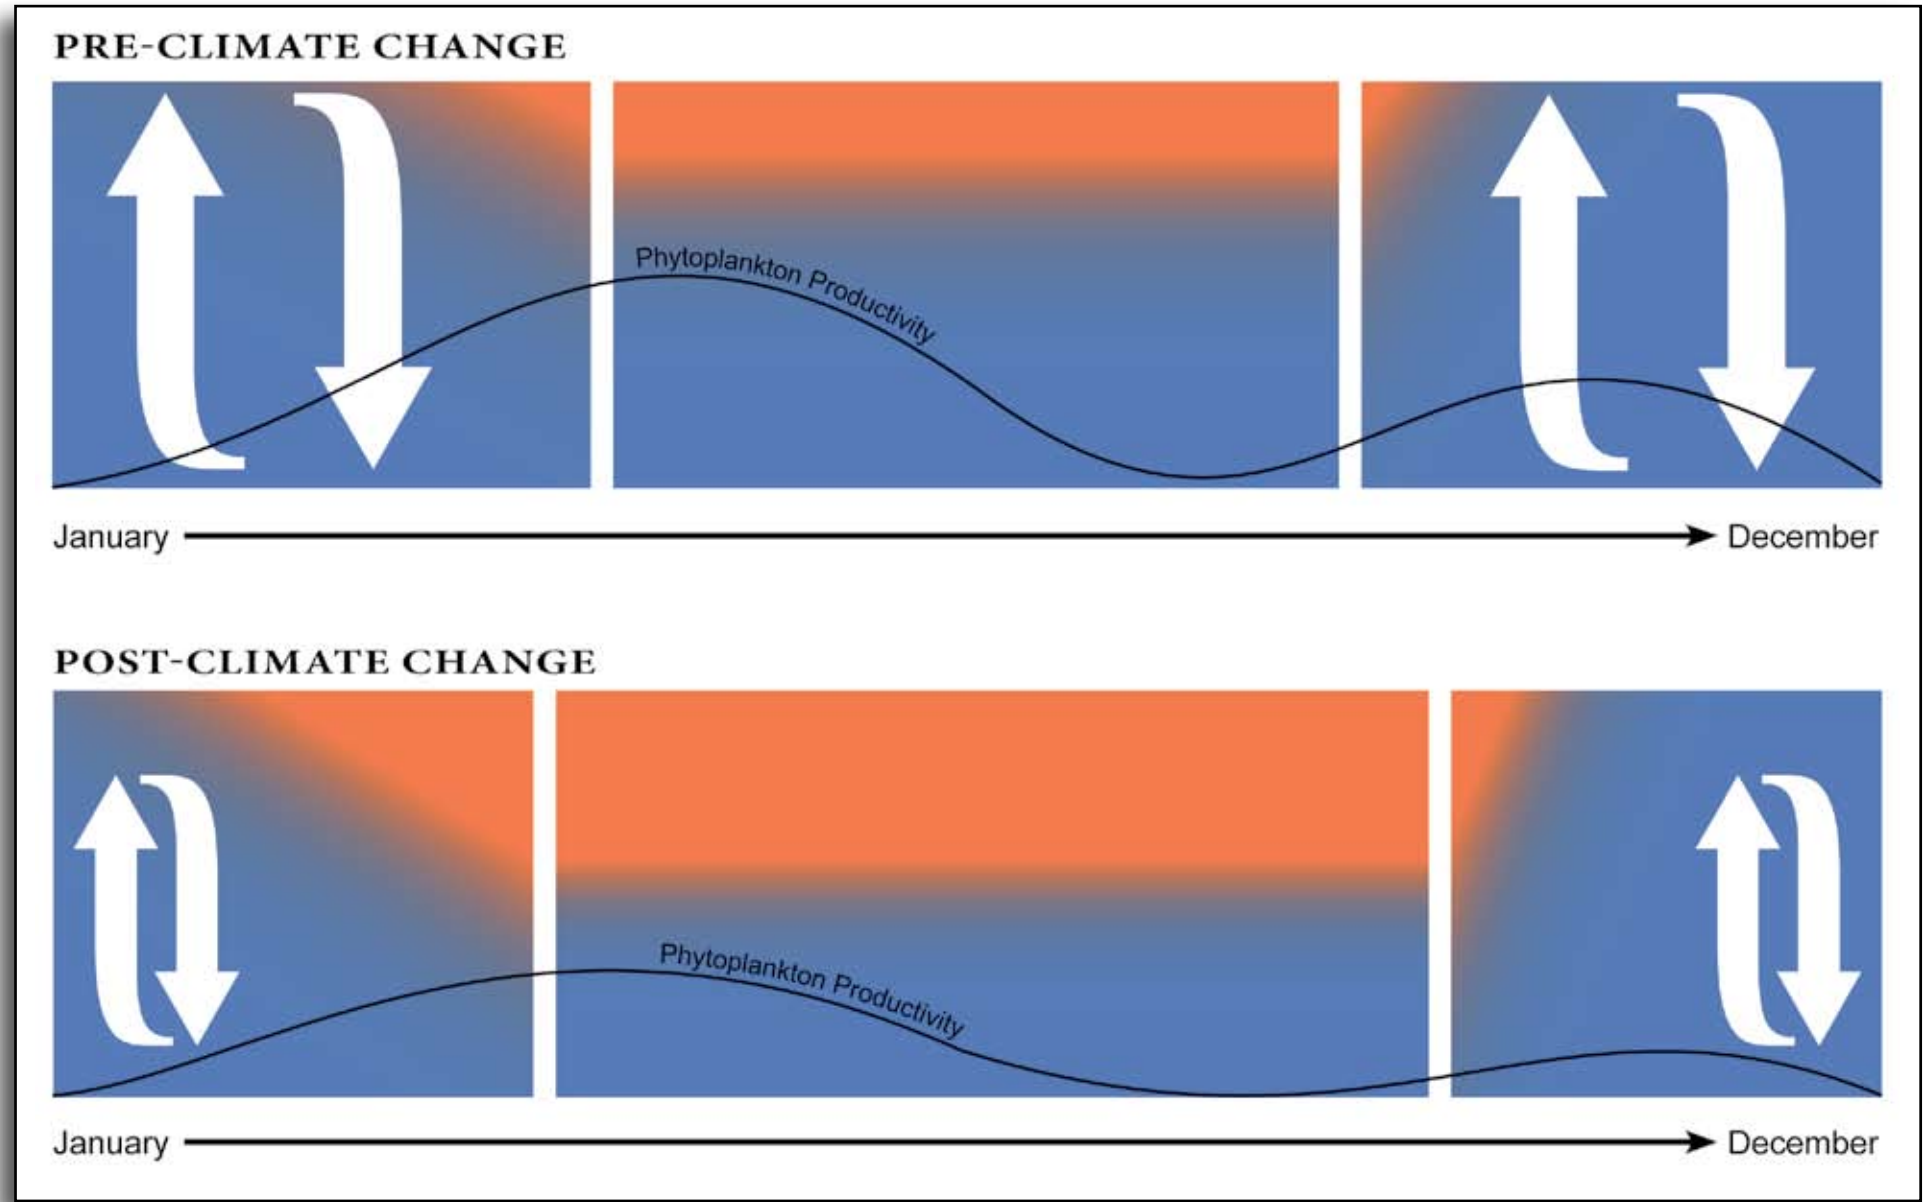 PRE-CLIMATE CHANGE
Phytoplankton Productivity
January December
POST-CLIMATE CHANGE
Phytoplankton Productivity
January December